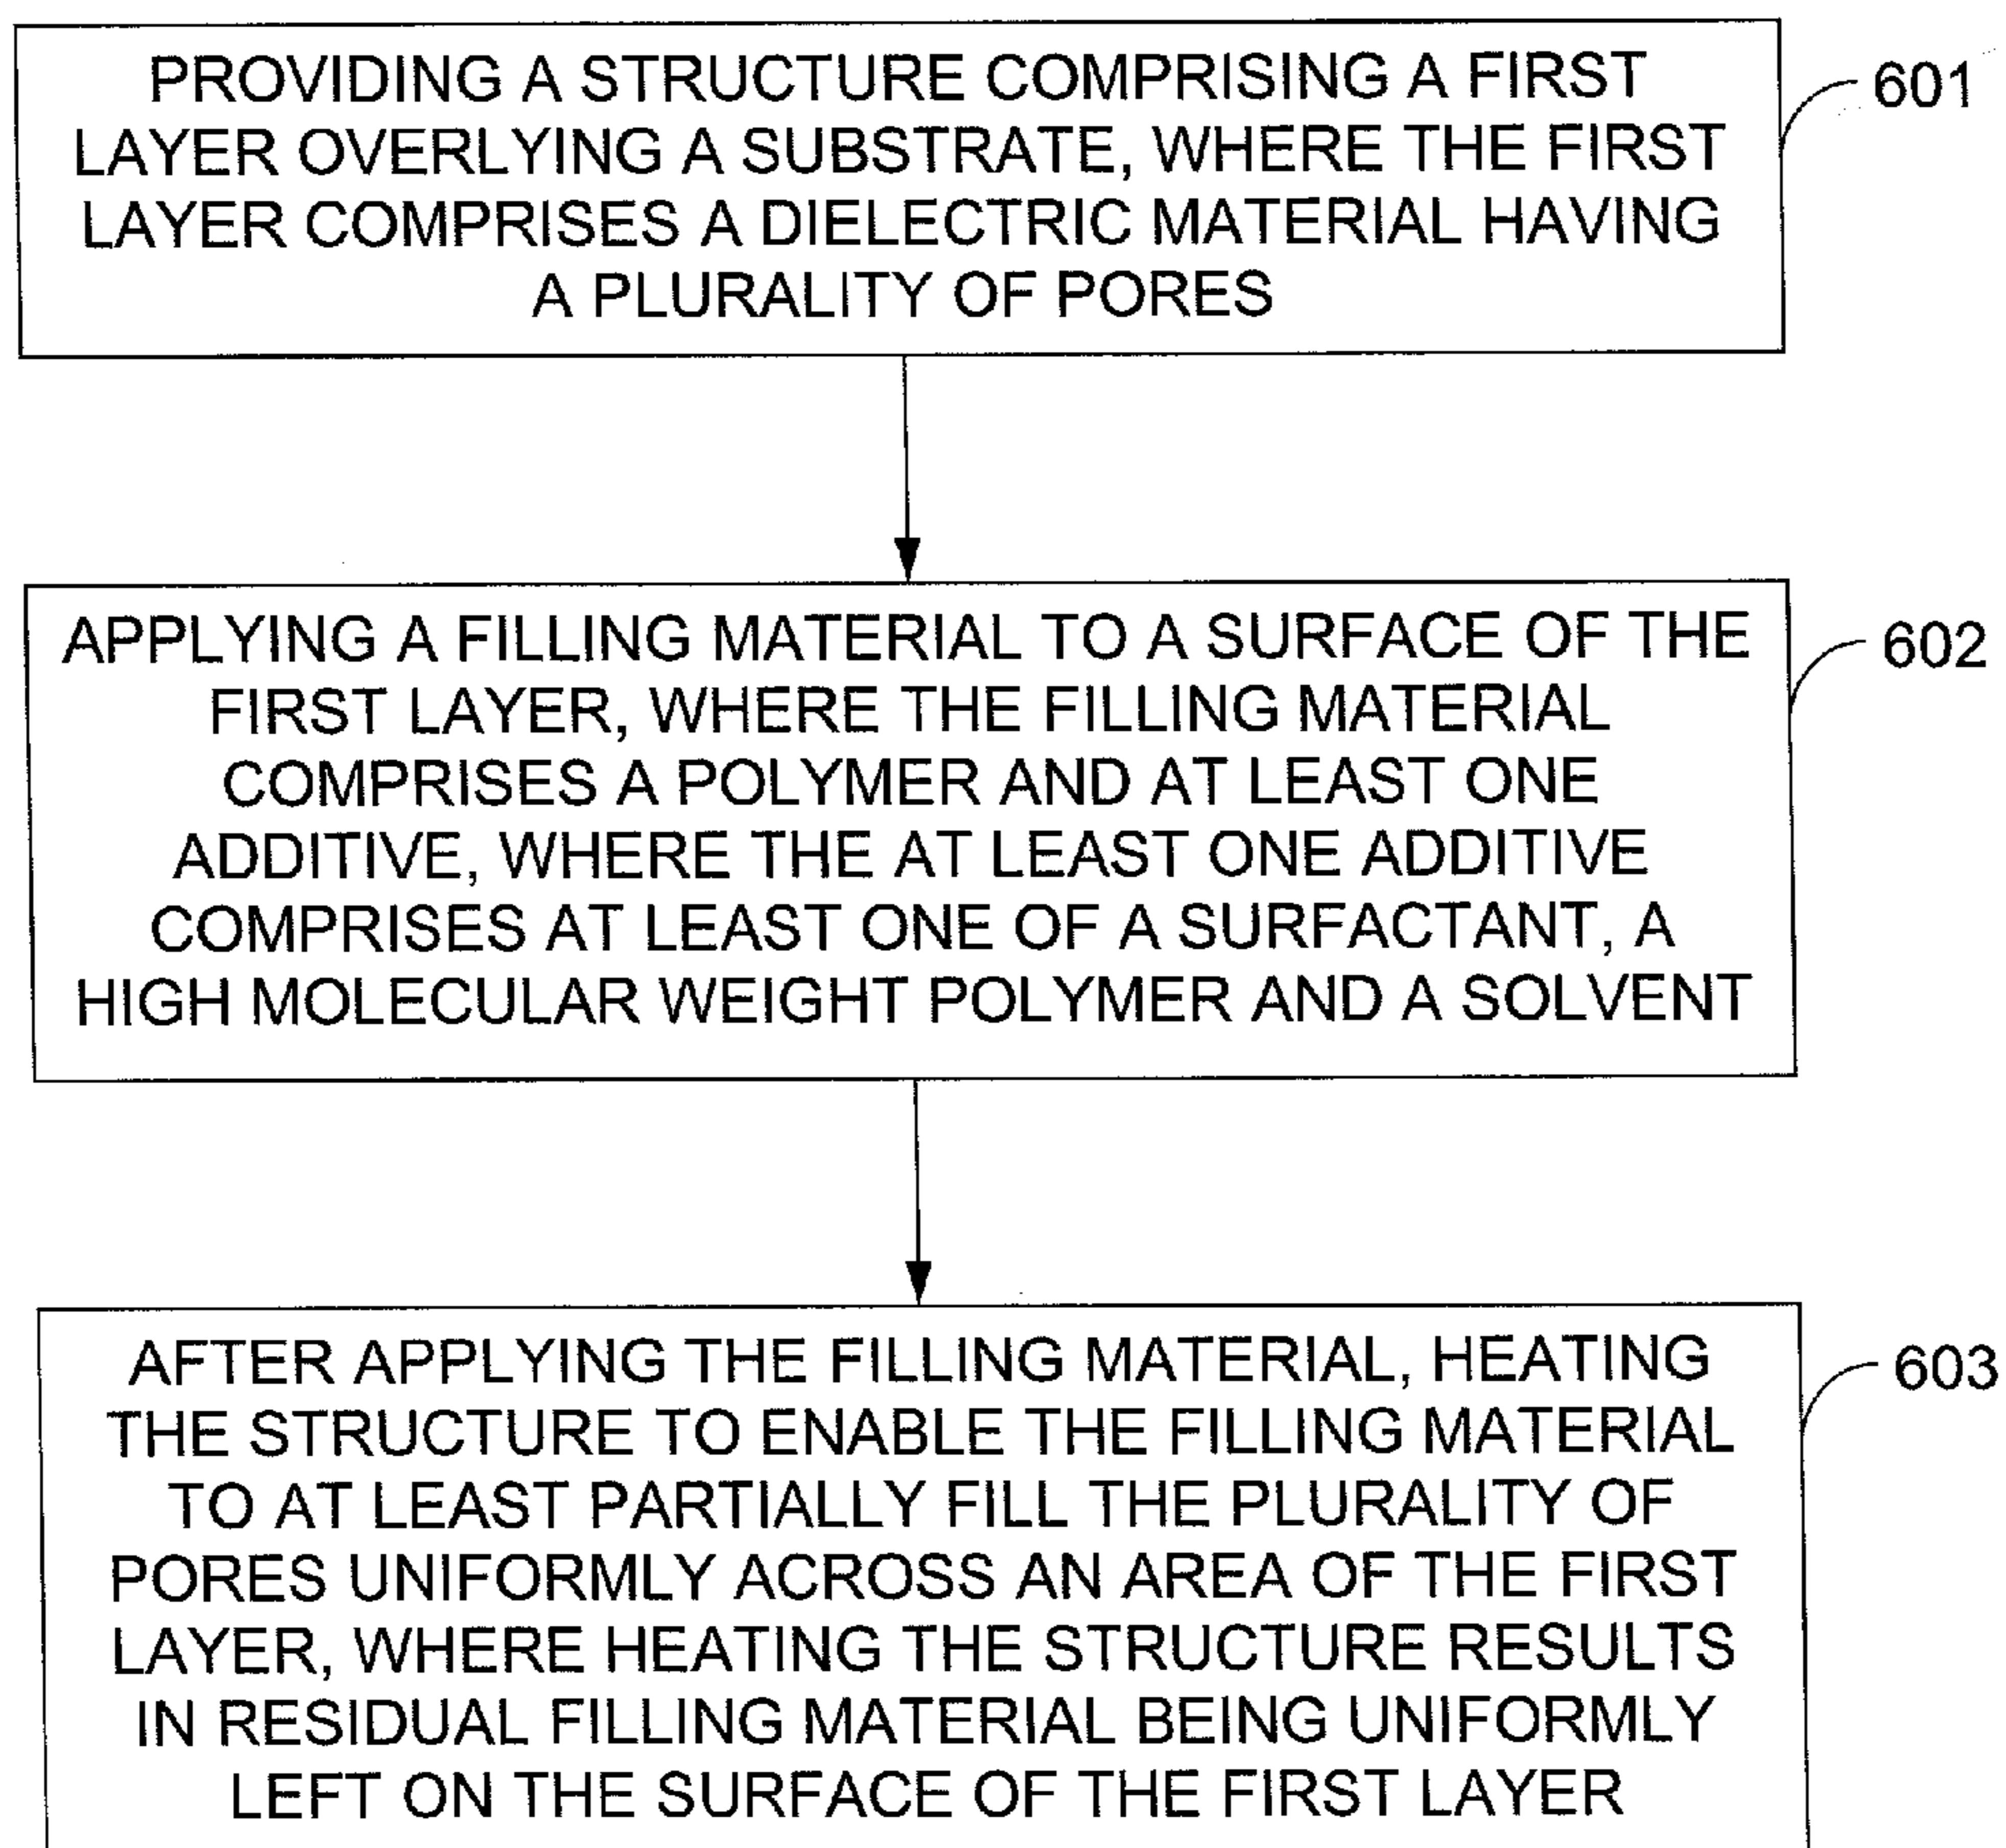 PROVIDING A STRUCTURE COMPRISING A FIRST
LAYER OVERLYING A SUBSTRATE, WHERE THE FIRST
LAYER COMPRISES A DIELECTRIC MATERIAL HAVING
A PLURALITY OF PORES
601
APPLYING A FILLING MATERIAL TO A SURFACE OF THE
FIRST LAYER, WHERE THE FILLING MATERIAL
COMPRISES A POLYMER AND AT LEAST ONE
ADDITIVE, WHERE THE AT LEAST ONE ADDITIVE
COMPRISES AT LEAST ONE OF A SURFACTANT, A
HIGH MOLECULAR WEIGHT POLYMER AND A SOLVENT
602
AFTER APPLYING THE FILLING MATERIAL, HEATING
THE STRUCTURE TO ENABLE THE FILLING MATERIAL
TO AT LEAST PARTIALLY FILL THE PLURALITY OF
PORES UNIFORMLY ACROSS AN AREA OF THE FIRST
LAYER, WHERE HEATING THE STRUCTURE RESULTS
IN RESIDUAL FILLING MATERIAL BEING UNIFORMLY
LEFT ON THE SURFACE OF THE FIRST LAYER
603